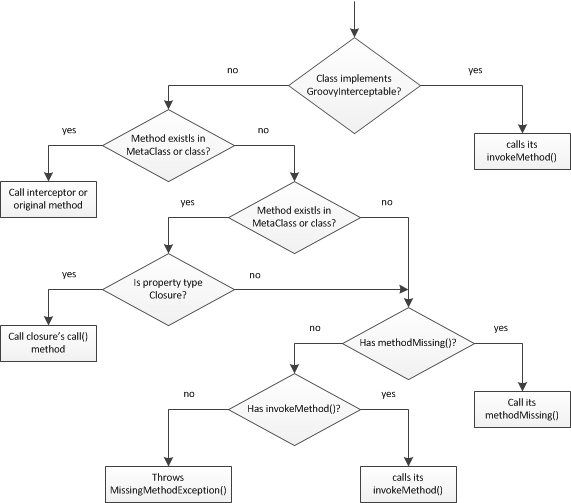 Class implements
GroovyInterceptable?
no
yes
calls its
invokeMethod()
Method existIs in
MetaClass or class?
yes
no
Call interceptor or
original method
Method existIs in
MetaClass or class?
yes
no
Is property type
Closure?
yes
no
Call closure's call()
method
Has methodMissing()?
no
yes
Call its
methodMissing()
Has invokeMethod()?
no
yes
Throws
MissingMethodException()
calls its
invokeMethod()